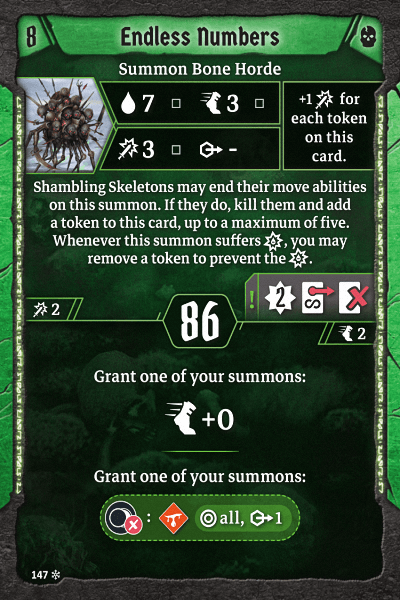 8 Endless Numbers
Summon Bone Horde
7 3
3 -
+1 for
each token
on this
card.
Shambling Skeletons may end their move abilities
on this summon. If they do, kill them and add
a token to this card, up to a maximum of five.
Whenever this summon suffers , you may
remove a token to prevent the .
! 2
2
86
2
Grant one of your summons:
+0
Grant one of your summons:
: all, 1
147